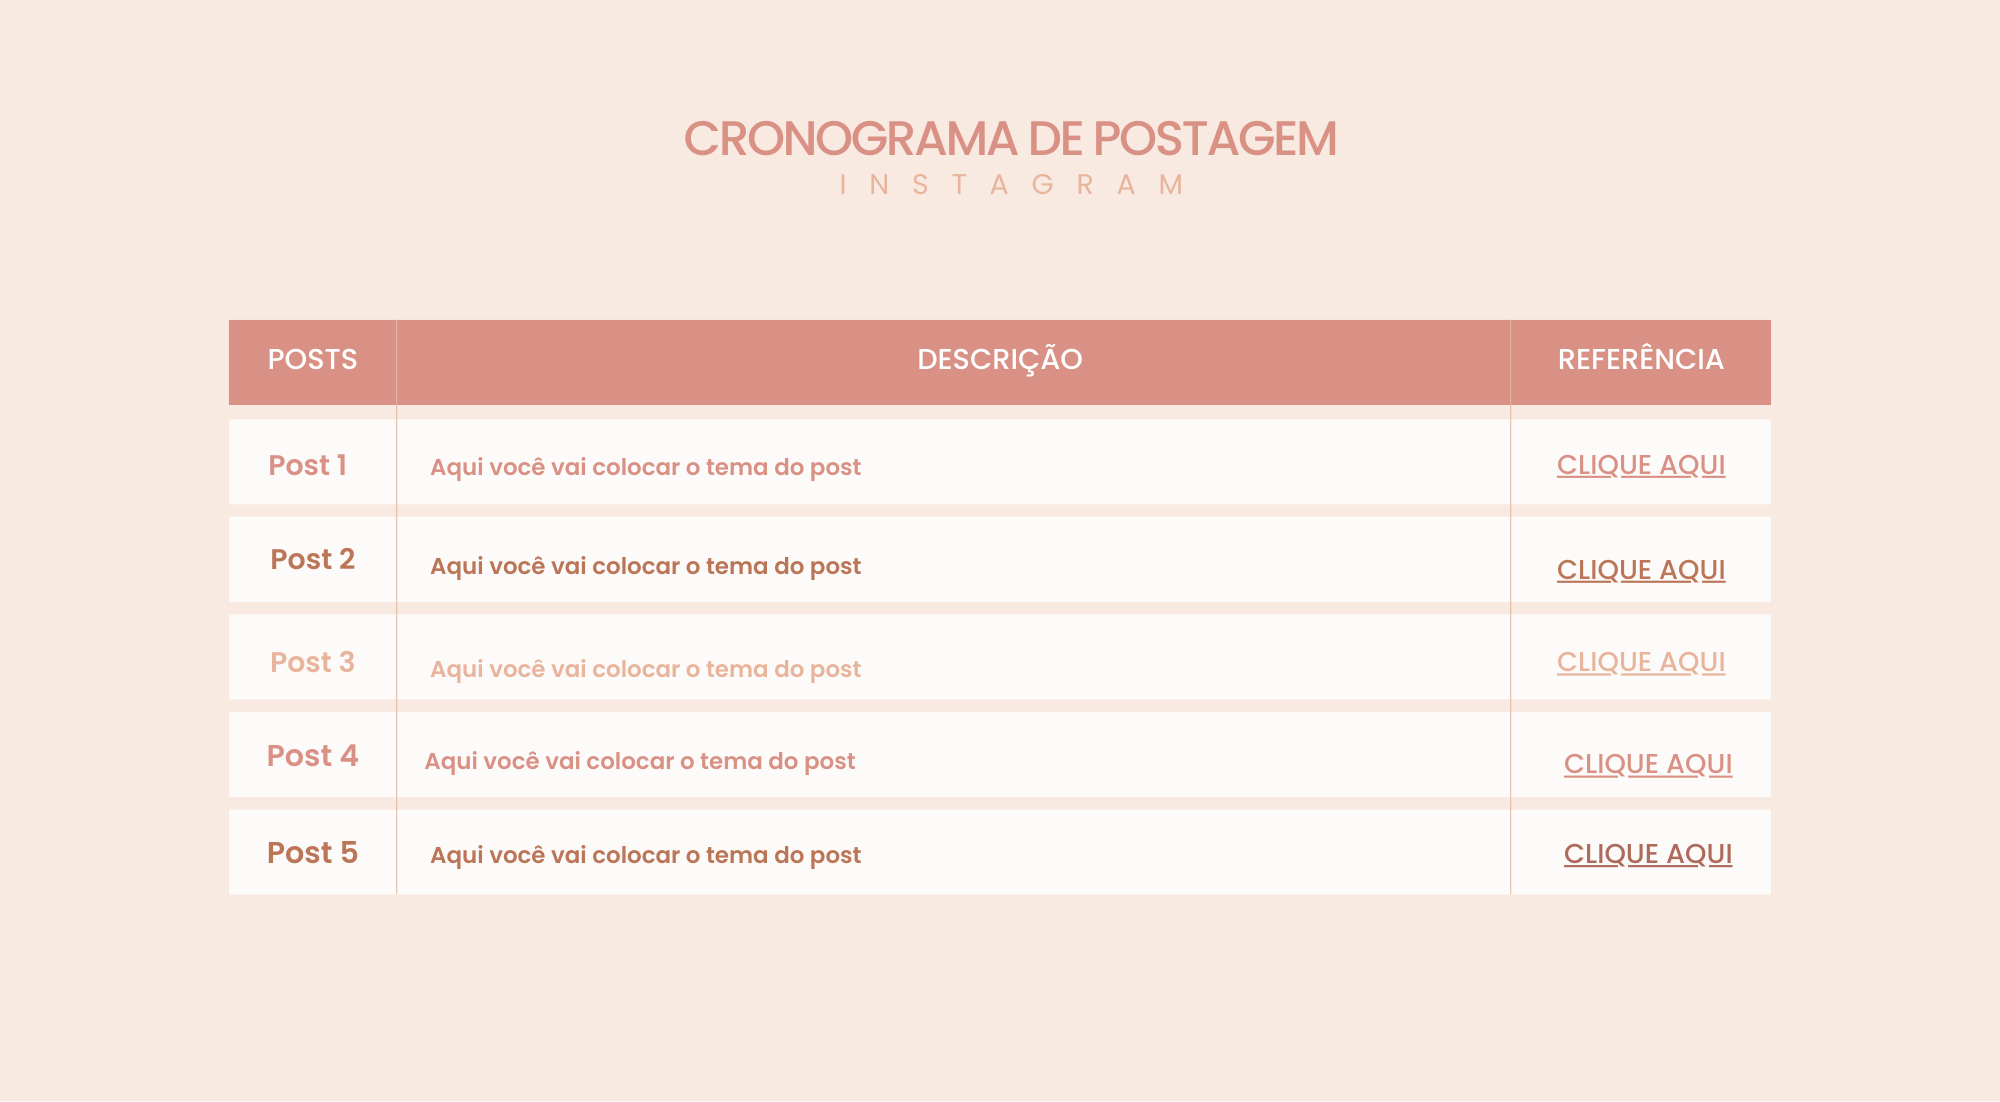 CRONOGRAMA DE POSTAGEM
INSTAGRAM
POSTS DESCRIÇÃO REFERÊNCIA
Post 1 Aqui você vai colocar o tema do post CLIQUE AQUI
Post 2 Aqui você vai colocar o tema do post CLIQUE AQUI
Post 3 Aqui você vai colocar o tema do post CLIQUE AQUI
Post 4 Aqui você vai colocar o tema do post CLIQUE AQUI
Post 5 Aqui você vai colocar o tema do post CLIQUE AQUI